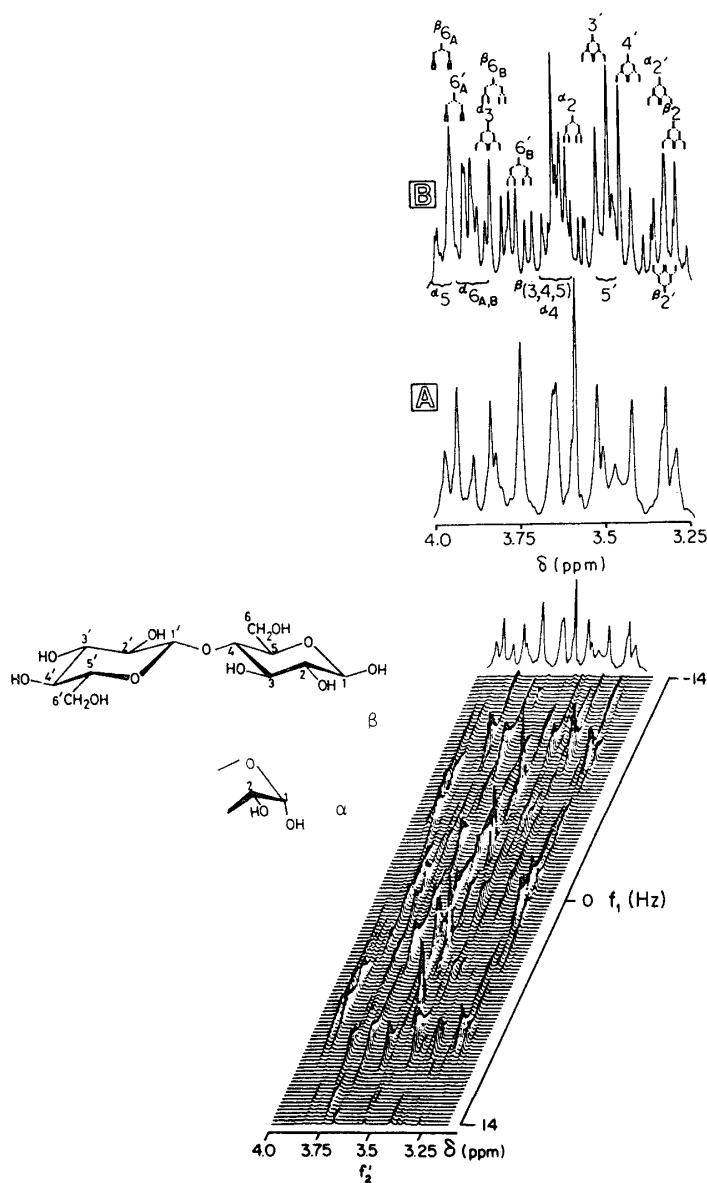 β6A
6'A
β6B
α3
6'B
α2
3'
4'
α2'
β2
B
α5
α6A,B
β(3,4,5)
α4
5'
β2'
A
4.0 3.75 3.5 3.25
δ (ppm)
6
CH2OH
3' 2' OH 1' O 4 5 O
HO 5' O HO 3 2 OH 1 OH
HO 4'
6' CH2OH
β
O
2 1
HO
OH α
-14
0 f1 (Hz)
14
4.0 3.75 3.5 3.25 δ (ppm)
f2'